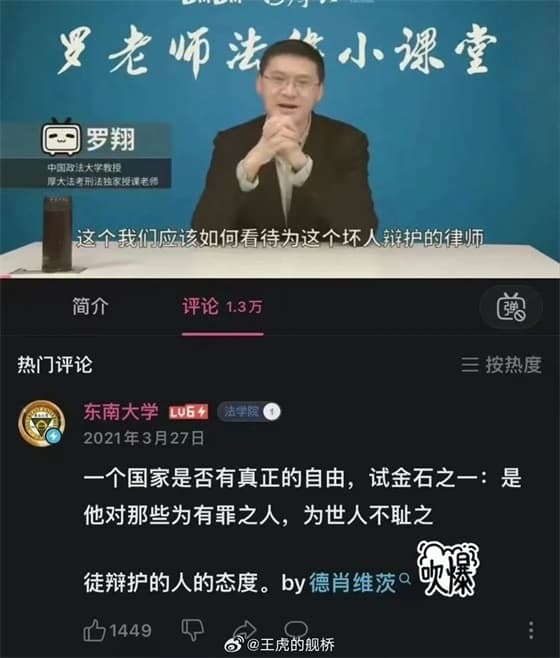 罗老师法律小课堂
罗翔
中国政法大学教授
厚大法考刑法独家授课老师
这个我们应该如何看待为这个坏人辩护的律师
简介
评论 1.3万
弹
热门评论
按热度
东南大学 LV6 法学院 1
2021年3月27日
一个国家是否有真正的自由，试金石之一：是
他对那些为有罪之人，为世人不耻之
吹爆
徒辩护的人的态度。by德肖维茨
1449
@王虎的舰桥